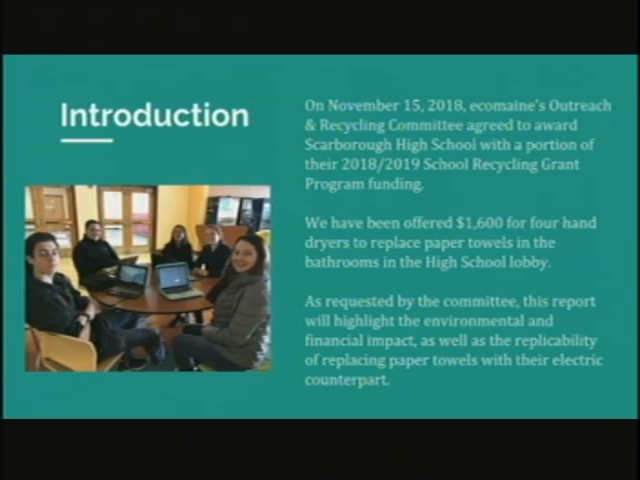 Introduction
On November 15, 2018, ecomaine's Outreach
& Recycling Committee agreed to award
Scarborough High School with a portion of
their 2018/2019 School Recycling Grant
Program funding.
We have been offered $1,600 for four hand
dryers to replace paper towels in the
bathrooms in the High School lobby.
As requested by the committee, this report
will highlight the environmental and
financial impact, as well as the replicability
of replacing paper towels with their electric
counterpart.